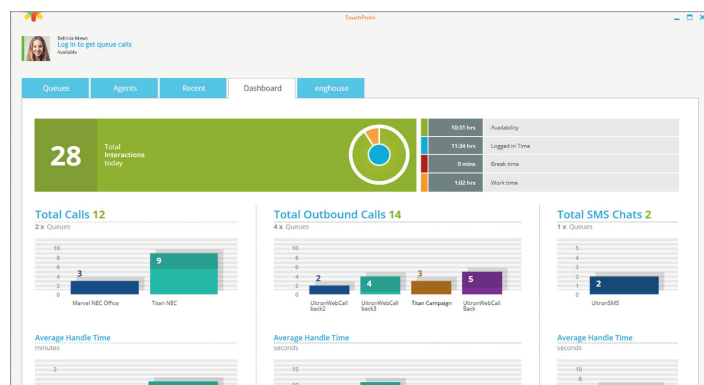 TouchPoint
Belinda Mews
Log in to get queue calls
Available
Queues
Agents
Recent
Dashboard
enghouse
28
Total
Interactions
today
10:31 hrs Availability
11:34 hrs Logged in Time
0 mins Break time
1:02 hrs Work time
Total Calls 12
2 x Queues
10
8
6
4
2
0
3
9
Marvel NEC Office
Titan NEC
Total Outbound Calls 14
4 x Queues
10
8
6
4
2
0
2
4
3
5
UltronWebCall
back2
UltronWebCall
back3
Titan Campaign
UltronWebCall
Back
Total SMS Chats 2
1 x Queues
5
4
3
2
1
0
2
UltronSMS
Average Handle Time
minutes
2
Average Handle Time
seconds
15
10
Average Handle Time
seconds
10
8